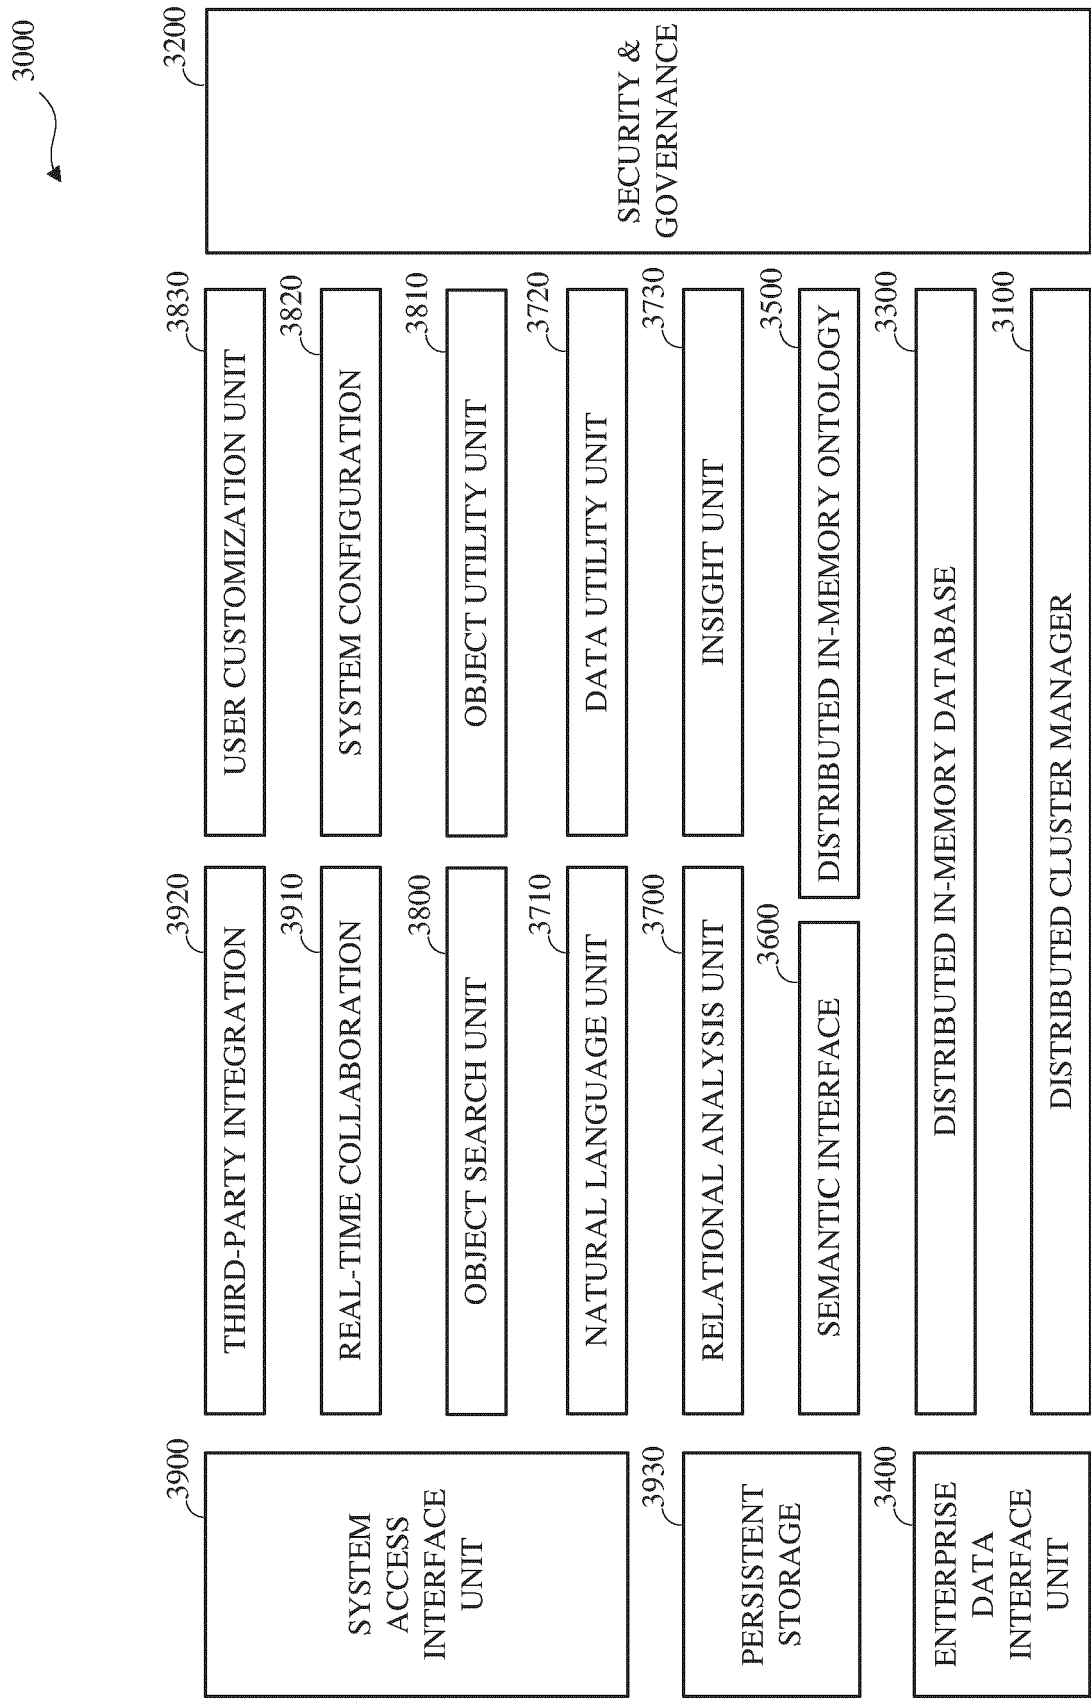 3000
3900
SYSTEM
ACCESS
INTERFACE
UNIT
3930
PERSISTENT
STORAGE
3400
ENTERPRISE
DATA
INTERFACE
UNIT
3920
THIRD-PARTY INTEGRATION
3830
USER CUSTOMIZATION UNIT
3910
REAL-TIME COLLABORATION
3820
SYSTEM CONFIGURATION
3800
OBJECT SEARCH UNIT
3810
OBJECT UTILITY UNIT
3710
NATURAL LANGUAGE UNIT
3720
DATA UTILITY UNIT
3700
RELATIONAL ANALYSIS UNIT
3730
INSIGHT UNIT
3600
SEMANTIC INTERFACE
3500
DISTRIBUTED IN-MEMORY ONTOLOGY
3300
DISTRIBUTED IN-MEMORY DATABASE
3100
DISTRIBUTED CLUSTER MANAGER
3200
SECURITY &
GOVERNANCE